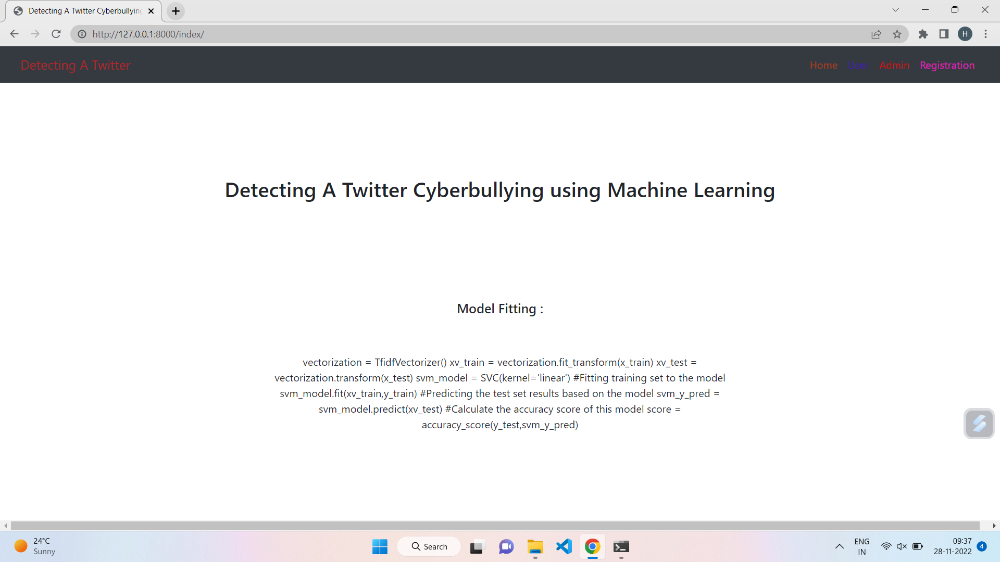 Detecting A Twitter Cyberbullying
http://127.0.0.1:8000/index/
H
Detecting A Twitter
Home User Admin Registration
Detecting A Twitter Cyberbullying using Machine Learning
Model Fitting :
vectorization = TfidfVectorizer() xv_train = vectorization.fit_transform(x_train) xv_test =
vectorization.transform(x_test) svm_model = SVC(kernel='linear') #Fitting training set to the model
svm_model.fit(xv_train,y_train) #Predicting the test set results based on the model svm_y_pred =
svm_model.predict(xv_test) #Calculate the accuracy score of this model score =
accuracy_score(y_test,svm_y_pred)
24°C
Sunny
Search
ENG
IN
09:37
28-11-2022
4